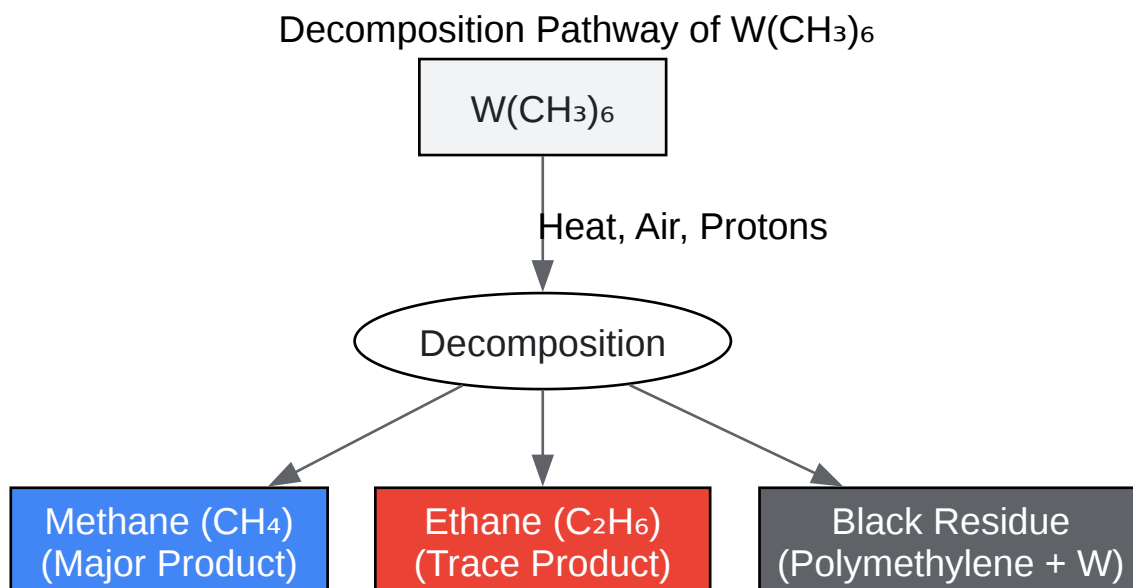 Decomposition Pathway of W(CH₃)₆
W(CH₃)₆
Heat, Air, Protons
Decomposition
Methane (CH₄)
(Major Product)
Ethane (C₂H₆)
(Trace Product)
Black Residue
(Polymethylene + W)